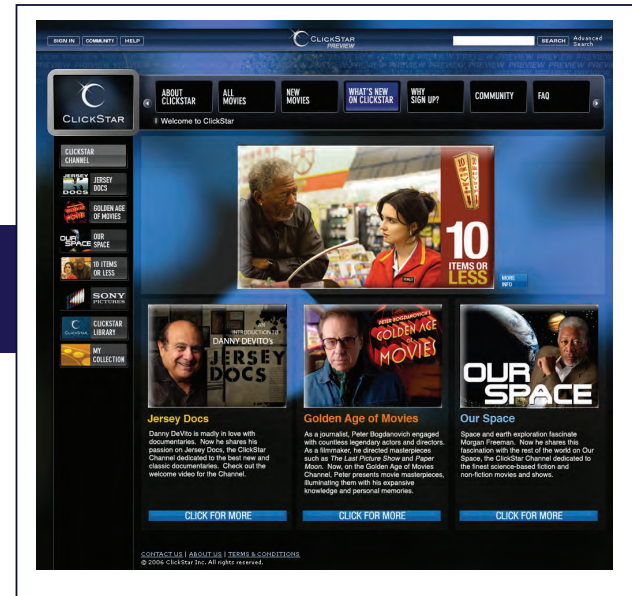 SIGN IN
COMMUNITY
HELP
CLICKSTAR
PREVIEW
SEARCH
Advanced
Search
CLICKSTAR
ABOUT
CLICKSTAR
ALL
MOVIES
NEW
MOVIES
WHAT'S NEW
ON CLICKSTAR
WHY
SIGN UP?
COMMUNITY
FAQ
Welcome to ClickStar
CLICKSTAR
CHANNEL
JERSEY
DOCS
JERSEY
DOCS
GOLDEN AGE
OF MOVIES
OUR
SPACE
OUR
SPACE
10 ITEMS
OR LESS
SONY
PICTURES
CLICKSTAR
LIBRARY
MY
COLLECTION
10
ITEMS OR
LESS
MORE
INFO
AN
INTRODUCTION TO
DANNY DEVITO's
JERSEY
DOCS
PETER BOGDANOVICH'S
GOLDEN AGE
OF
MOVIES
OUR
SPACE
Jersey Docs
Danny DeVito is madly in love with
documentaries. Now he shares his
passion on Jersey Docs, the ClickStar
Channel dedicated to the best new and
classic documentaries. Check out the
welcome video for the Channel.
CLICK FOR MORE
Golden Age of Movies
As a journalist, Peter Bogdanovich engaged
with countless legendary actors and directors.
As a filmmaker, he directed masterpieces
such as The Last Picture Show and Paper
Moon. Now, on the Golden Age of Movies
Channel, Peter presents movie masterpieces,
illuminating them with his expansive
knowledge and personal memories.
CLICK FOR MORE
Our Space
Space and earth exploration fascinate
Morgan Freeman. Now he shares this
fascination with the rest of the world on Our
Space, the ClickStar Channel dedicated to
the finest science-based fiction and
non-fiction movies and shows.
CLICK FOR MORE
CONTACT US | ABOUT US | TERMS & CONDITIONS
© 2006 ClickStar Inc. All rights reserved.